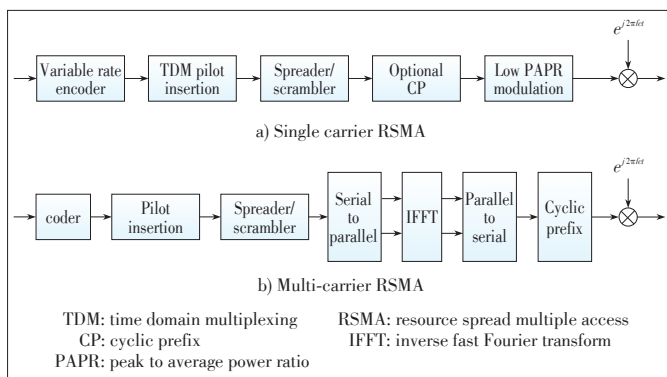 e^{j2πfct}
Variable rate
encoder
TDM pilot
insertion
Spreader/
scrambler
Optional
CP
Low PAPR
modulation
a) Single carrier RSMA
e^{j2πfct}
coder
Pilot
insertion
Spreader/
scrambler
Serial
to
parallel
IFFT
Parallel
to
serial
Cyclic
prefix
b) Multi-carrier RSMA
TDM: time domain multiplexing
CP: cyclic prefix
PAPR: peak to average power ratio
RSMA: resource spread multiple access
IFFT: inverse fast Fourier transform